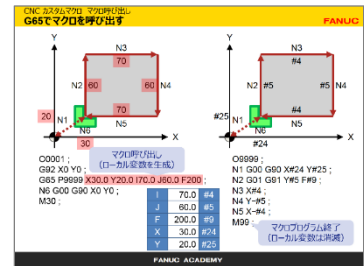 CNC カスタムマクロ マクロ呼び出し
G65でマクロを呼び出す
FANUC
Y
N3
70
N2
60
60
N4
70
20
N1
N5
N6
X
30
Y
N3
#4
N2
#5
#5
N4
#4
#25
N1
N5
N6
X
#24
マクロ呼び出し
(ローカル変数を生成)
O0001 ;
G92 X0 Y0 ;
G65 P9999 X30.0 Y20.0 I70.0 J60.0 F200 ;
N6 G00 G90 X0 Y0 ;
M30 ;
I 70.0 #4
J 60.0 #5
F 200.0 #9
X 30.0 #24
Y 20.0 #25
O9999 ;
N1 G00 G90 X#24 Y#25 ;
N2 G01 G91 Y#5 F#9 ;
N3 X#4 ;
N4 Y-#5 ;
N5 X-#4 ;
M99 ;
マクロプログラム終了
(ローカル変数は消滅)
FANUC ACADEMY